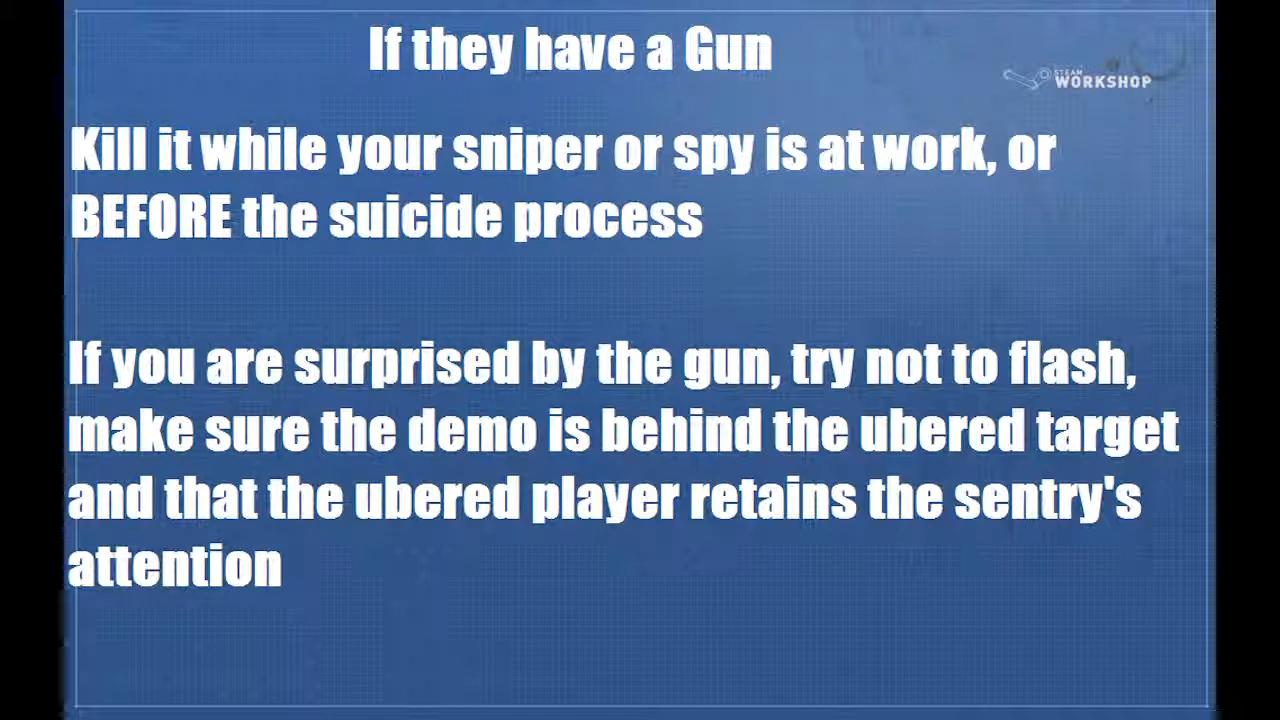 If they have a Gun
STEAM
WORKSHOP
Kill it while your sniper or spy is at work, or
BEFORE the suicide process
If you are surprised by the gun, try not to flash,
make sure the demo is behind the ubered target
and that the ubered player retains the sentry's
attention